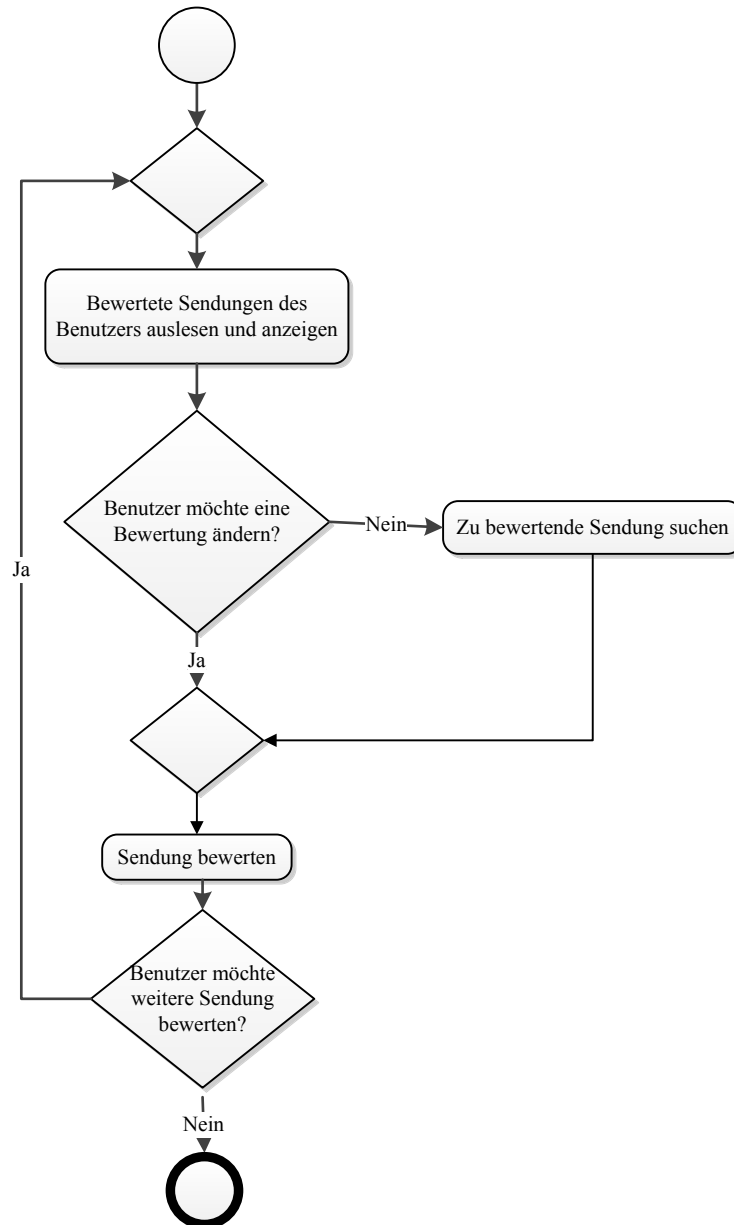 Bewertete Sendungen des
Benutzers auslesen und anzeigen
Benutzer möchte eine
Bewertung ändern?
Nein
Zu bewertende Sendung suchen
Ja
Ja
Sendung bewerten
Benutzer möchte
weitere Sendung
bewerten?
Nein